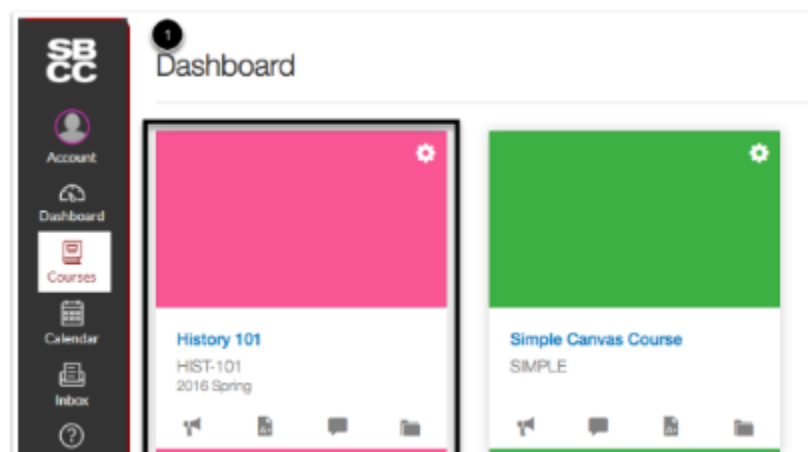 SB
CC
Account
Dashboard
Courses
Calendar
Inbox
1
Dashboard
History 101
HIST-101
2016 Spring
Simple Canvas Course
SIMPLE